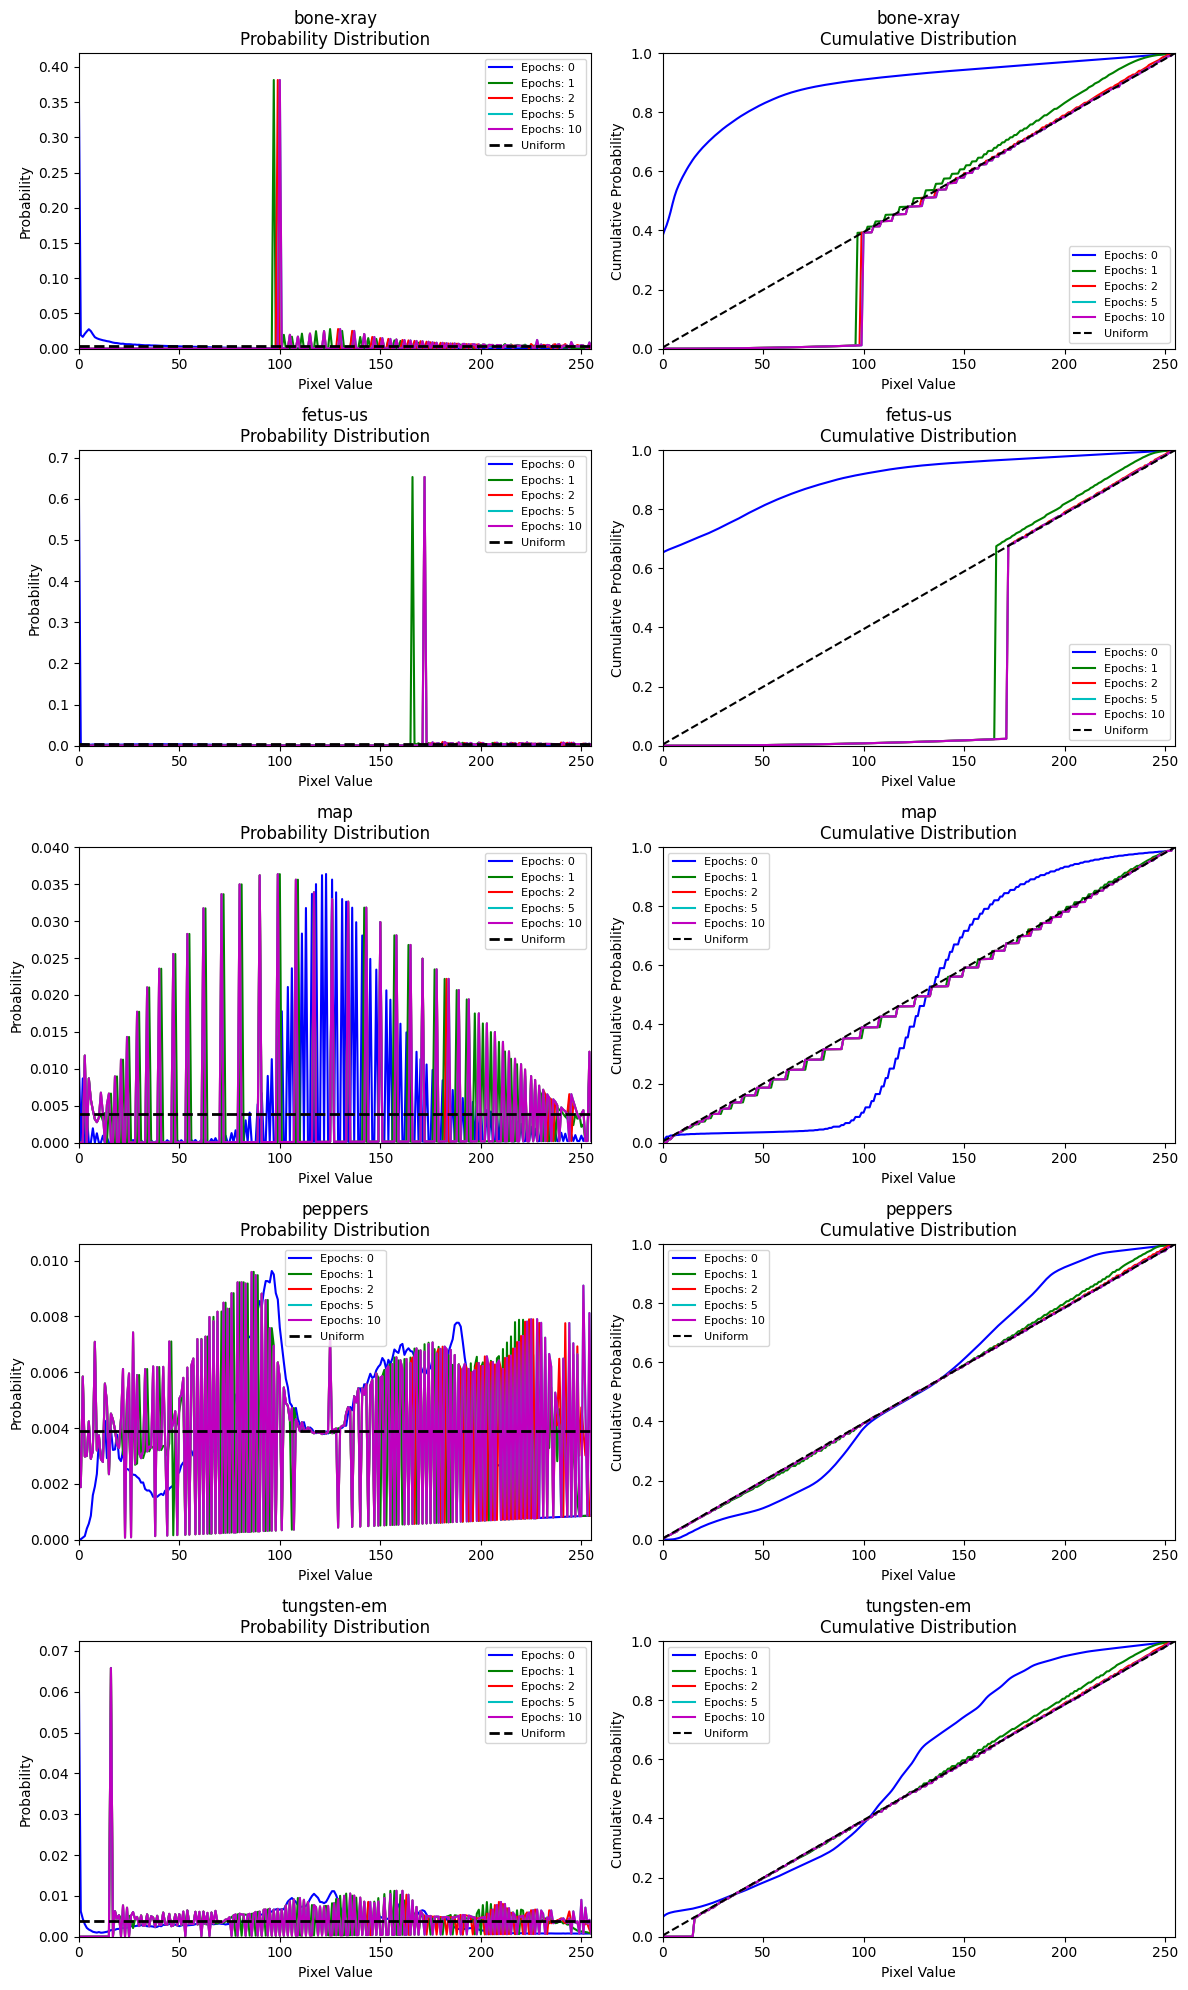 bone-xray
Probability Distribution
0.40
0.35
0.30
0.25
0.20
0.15
0.10
0.05
0.00
Probability
0 50 100 150 200 250
Pixel Value
Epochs: 0
Epochs: 1
Epochs: 2
Epochs: 5
Epochs: 10
Uniform
bone-xray
Cumulative Distribution
1.0
0.8
0.6
0.4
0.2
0.0
Cumulative Probability
0 50 100 150 200 250
Pixel Value
Epochs: 0
Epochs: 1
Epochs: 2
Epochs: 5
Epochs: 10
Uniform
fetus-us
Probability Distribution
0.7
0.6
0.5
0.4
0.3
0.2
0.1
0.0
Probability
0 50 100 150 200 250
Pixel Value
Epochs: 0
Epochs: 1
Epochs: 2
Epochs: 5
Epochs: 10
Uniform
fetus-us
Cumulative Distribution
1.0
0.8
0.6
0.4
0.2
0.0
Cumulative Probability
0 50 100 150 200 250
Pixel Value
Epochs: 0
Epochs: 1
Epochs: 2
Epochs: 5
Epochs: 10
Uniform
map
Probability Distribution
0.040
0.035
0.030
0.025
0.020
0.015
0.010
0.005
0.000
Probability
0 50 100 150 200 250
Pixel Value
Epochs: 0
Epochs: 1
Epochs: 2
Epochs: 5
Epochs: 10
Uniform
map
Cumulative Distribution
1.0
0.8
0.6
0.4
0.2
0.0
Cumulative Probability
0 50 100 150 200 250
Pixel Value
Epochs: 0
Epochs: 1
Epochs: 2
Epochs: 5
Epochs: 10
Uniform
peppers
Probability Distribution
0.010
0.008
0.006
0.004
0.002
0.000
Probability
0 50 100 150 200 250
Pixel Value
Epochs: 0
Epochs: 1
Epochs: 2
Epochs: 5
Epochs: 10
Uniform
peppers
Cumulative Distribution
1.0
0.8
0.6
0.4
0.2
0.0
Cumulative Probability
0 50 100 150 200 250
Pixel Value
Epochs: 0
Epochs: 1
Epochs: 2
Epochs: 5
Epochs: 10
Uniform
tungsten-em
Probability Distribution
0.07
0.06
0.05
0.04
0.03
0.02
0.01
0.00
Probability
0 50 100 150 200 250
Pixel Value
Epochs: 0
Epochs: 1
Epochs: 2
Epochs: 5
Epochs: 10
Uniform
tungsten-em
Cumulative Distribution
1.0
0.8
0.6
0.4
0.2
0.0
Cumulative Probability
0 50 100 150 200 250
Pixel Value
Epochs: 0
Epochs: 1
Epochs: 2
Epochs: 5
Epochs: 10
Uniform